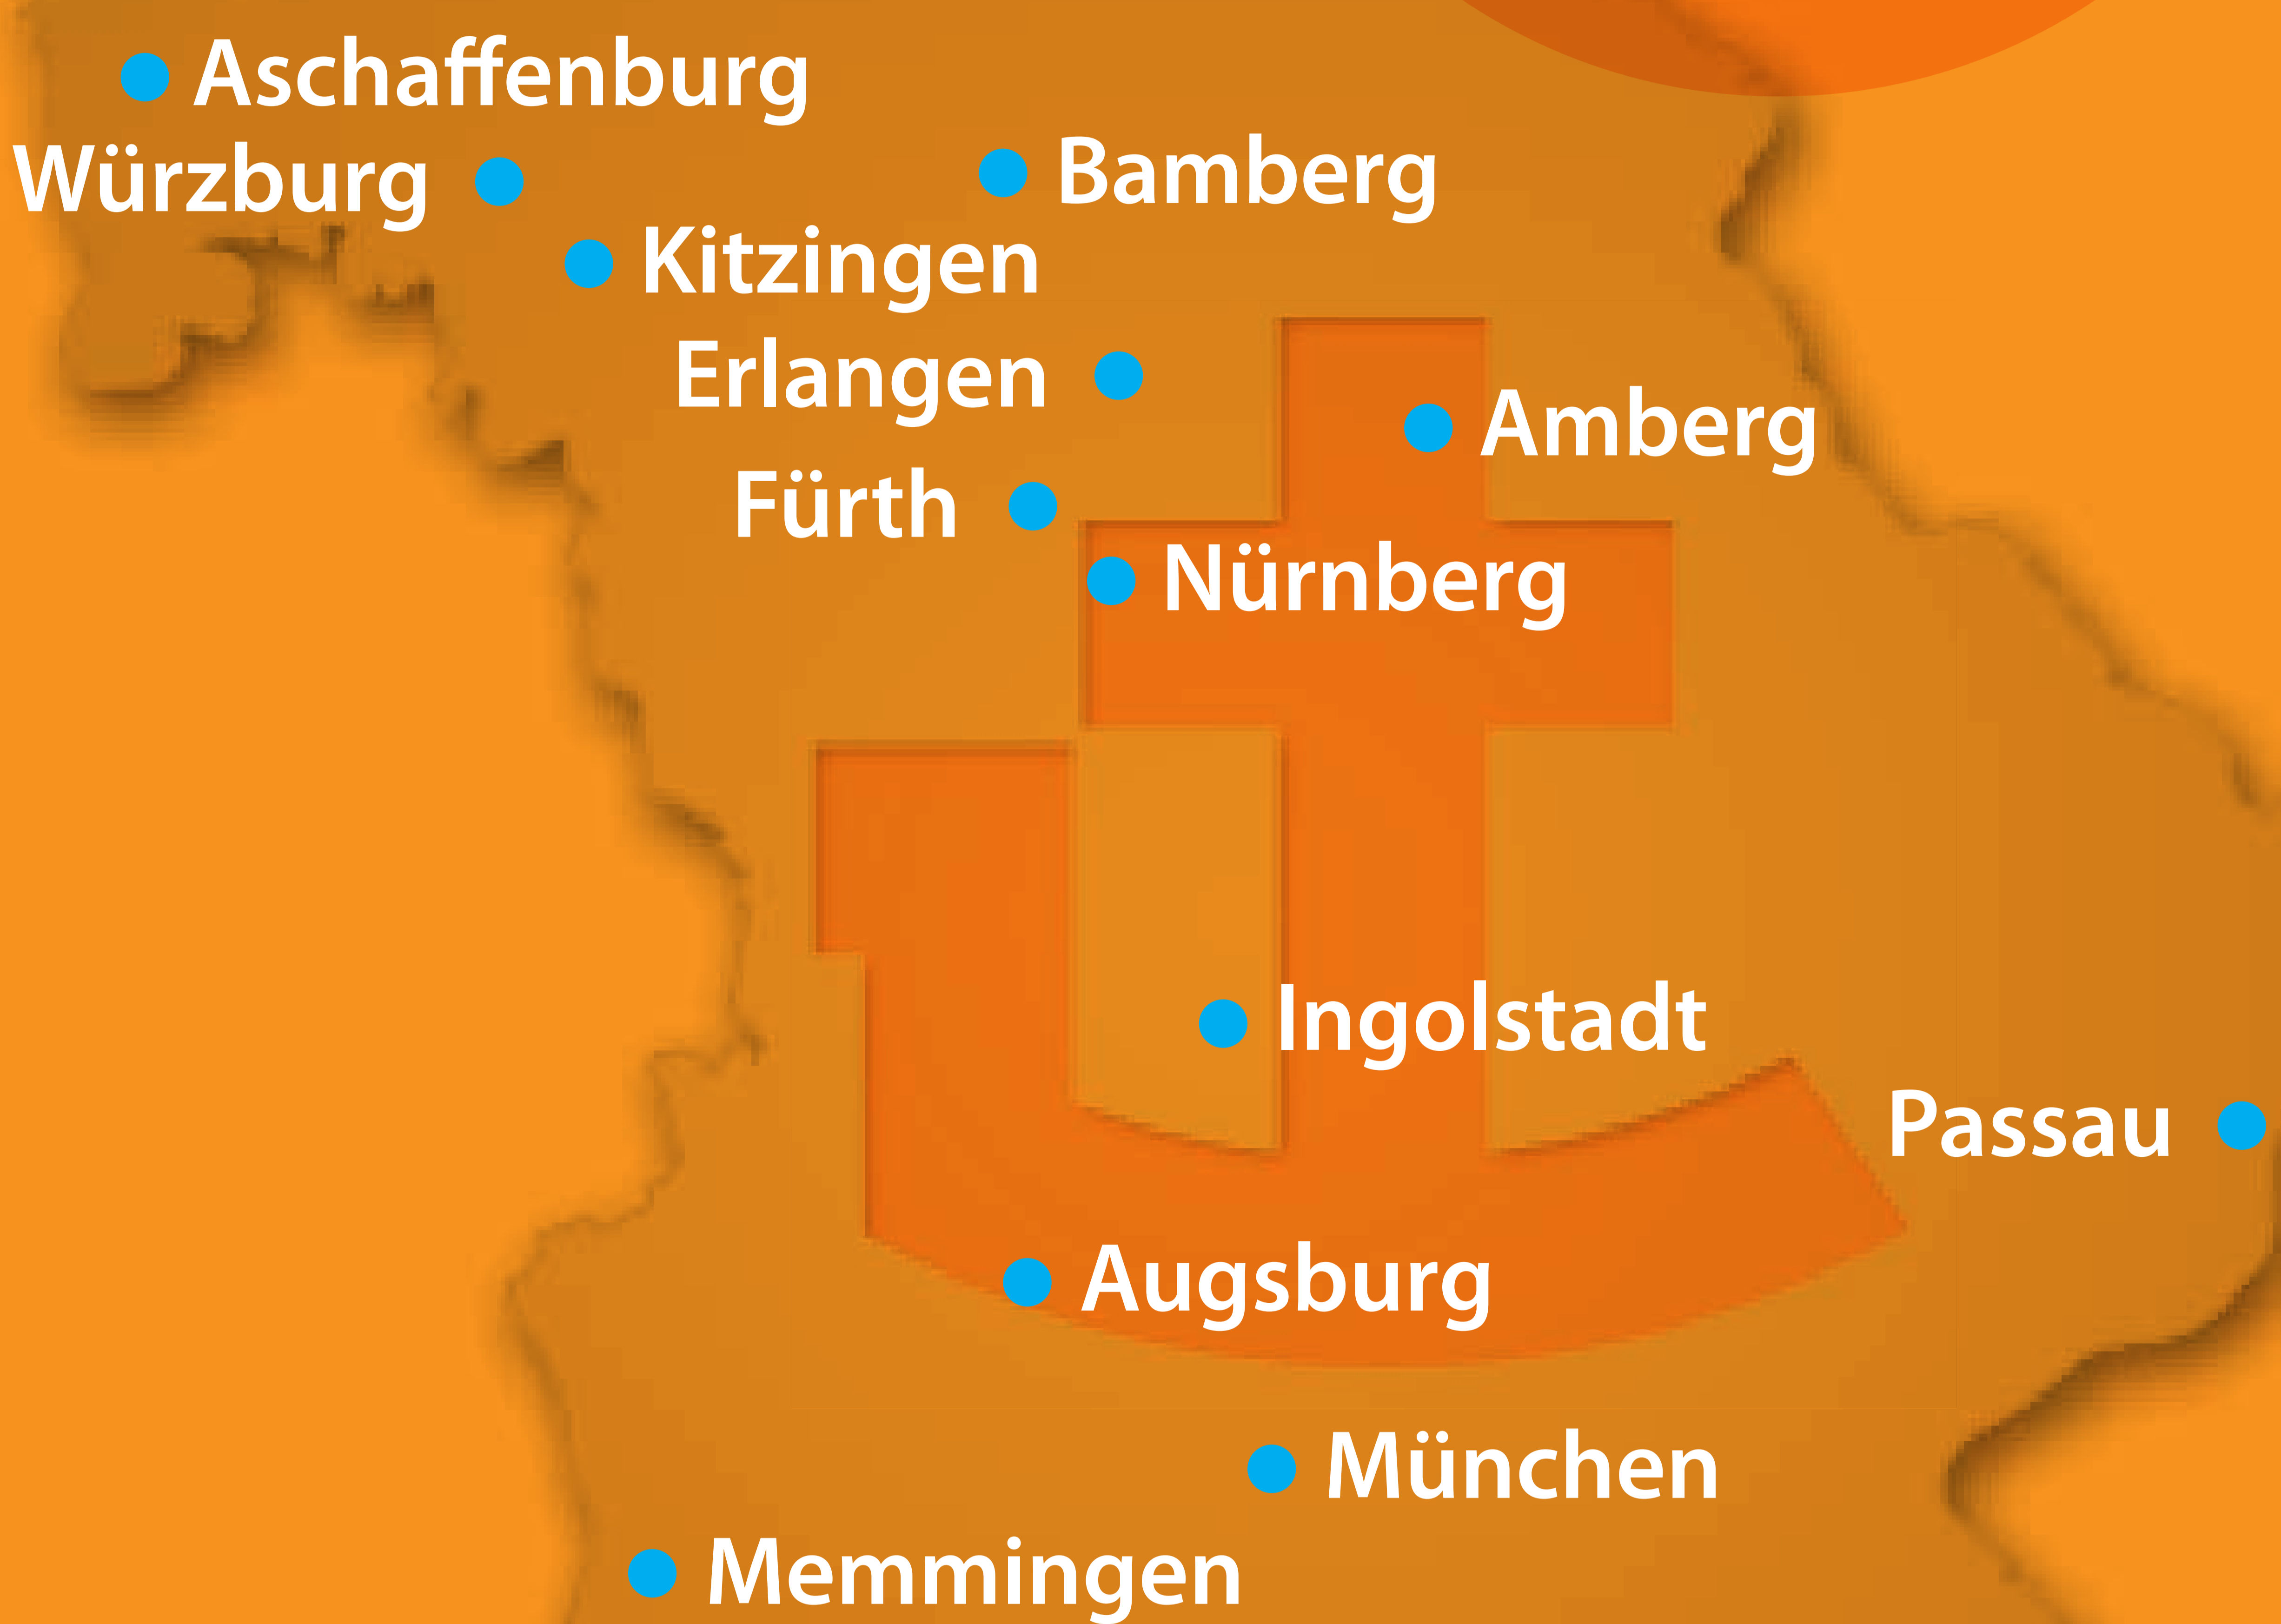 Aschaffenburg
Würzburg
Bamberg
Kitzingen
Erlangen
Amberg
Fürth
Nürnberg
Ingolstadt
Passau
Augsburg
München
Memmingen